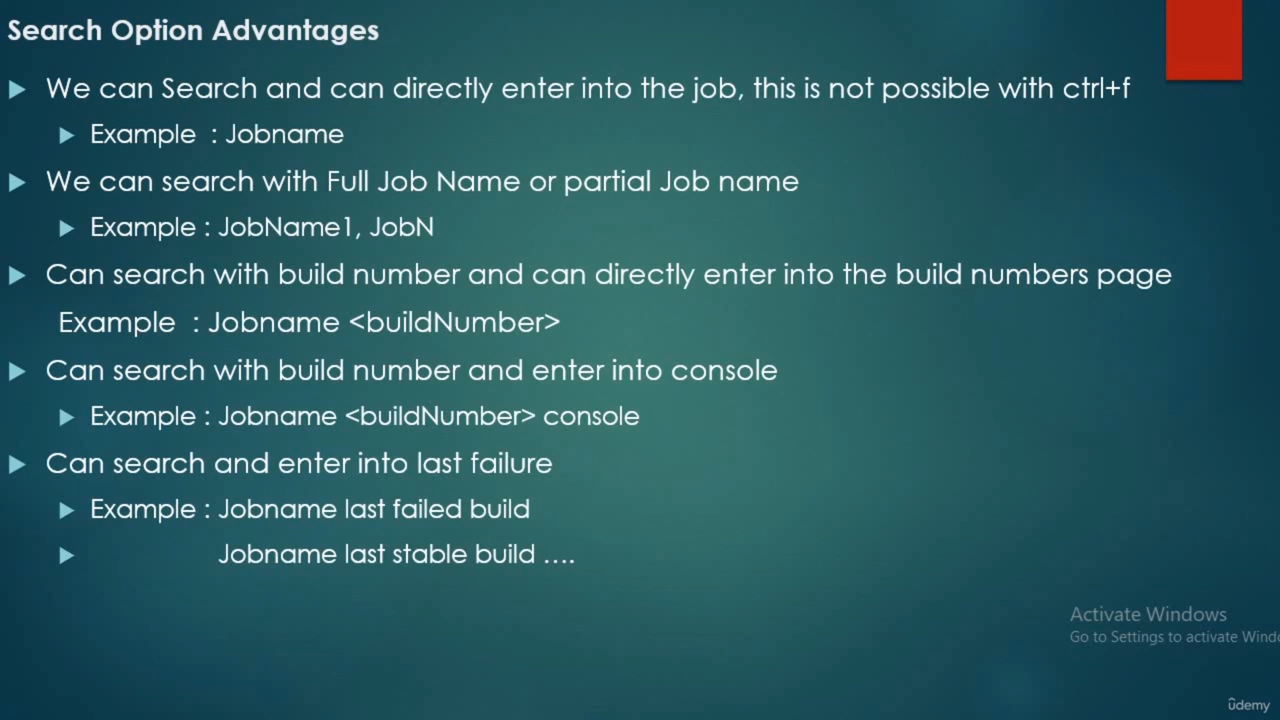 Search Option Advantages
We can Search and can directly enter into the job, this is not possible with ctrl+f
Example : Jobname
We can search with Full Job Name or partial Job name
Example : JobName1, JobN
Can search with build number and can directly enter into the build numbers page
Example : Jobname <buildNumber>
Can search with build number and enter into console
Example : Jobname <buildNumber> console
Can search and enter into last failure
Example : Jobname last failed build
Jobname last stable build ....
Activate Windows
Go to Settings to activate Windo
ûdemy